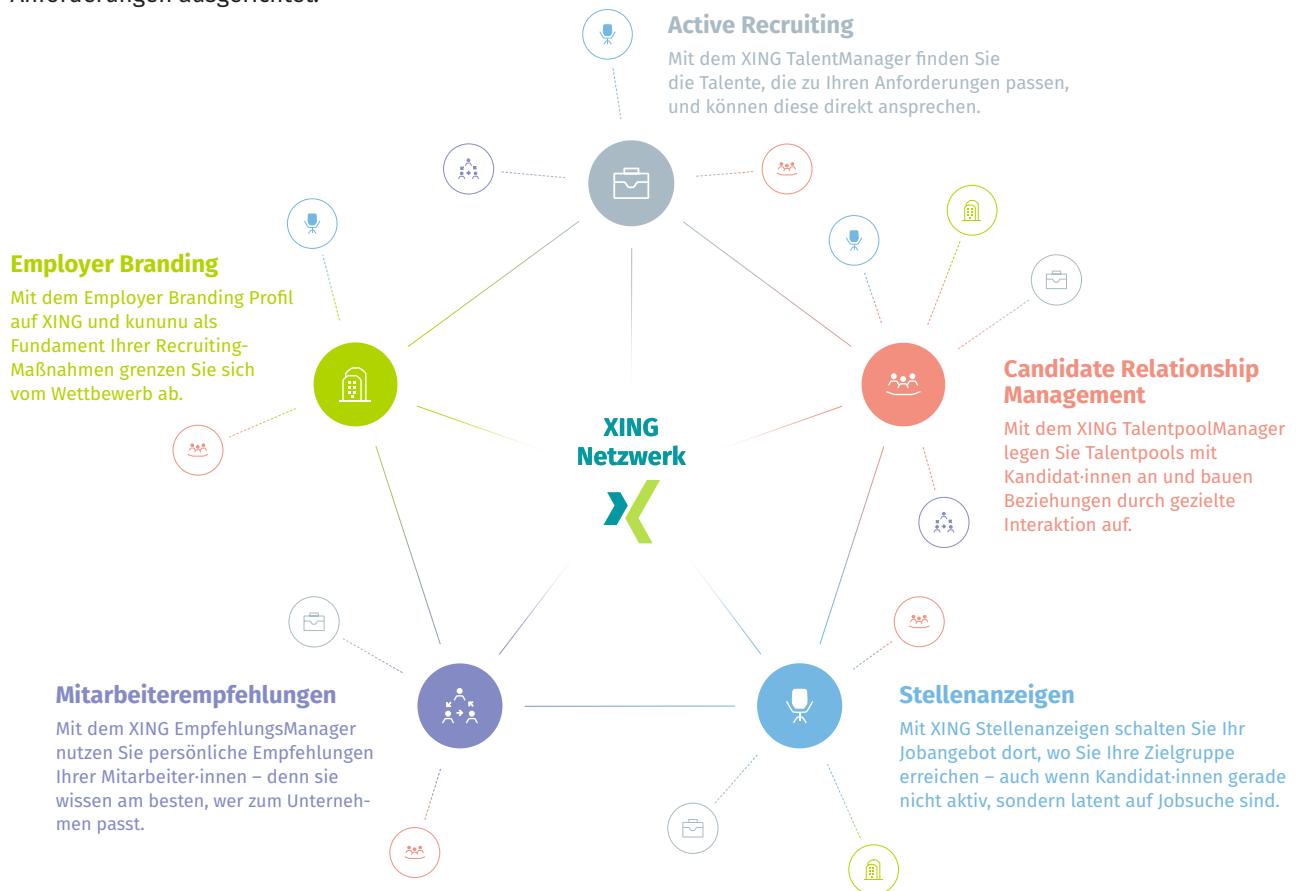 Anforderungen ausgerichtet.
Active Recruiting
Mit dem XING TalentManager finden Sie
die Talente, die zu Ihren Anforderungen passen,
und können diese direkt ansprechen.
Employer Branding
Mit dem Employer Branding Profil
auf XING und kununu als
Fundament Ihrer Recruiting-
Maßnahmen grenzen Sie sich
vom Wettbewerb ab.
Candidate Relationship
Management
Mit dem XING TalentpoolManager
legen Sie Talentpools mit
Kandidat·innen an und bauen
Beziehungen durch gezielte
Interaktion auf.
XING
Netzwerk
Mitarbeiterempfehlungen
Mit dem XING EmpfehlungsManager
nutzen Sie persönliche Empfehlungen
Ihrer Mitarbeiter·innen – denn sie
wissen am besten, wer zum Unterneh-
men passt.
Stellenanzeigen
Mit XING Stellenanzeigen schalten Sie Ihr
Jobangebot dort, wo Sie Ihre Zielgruppe
erreichen – auch wenn Kandidat·innen gerade
nicht aktiv, sondern latent auf Jobsuche sind.